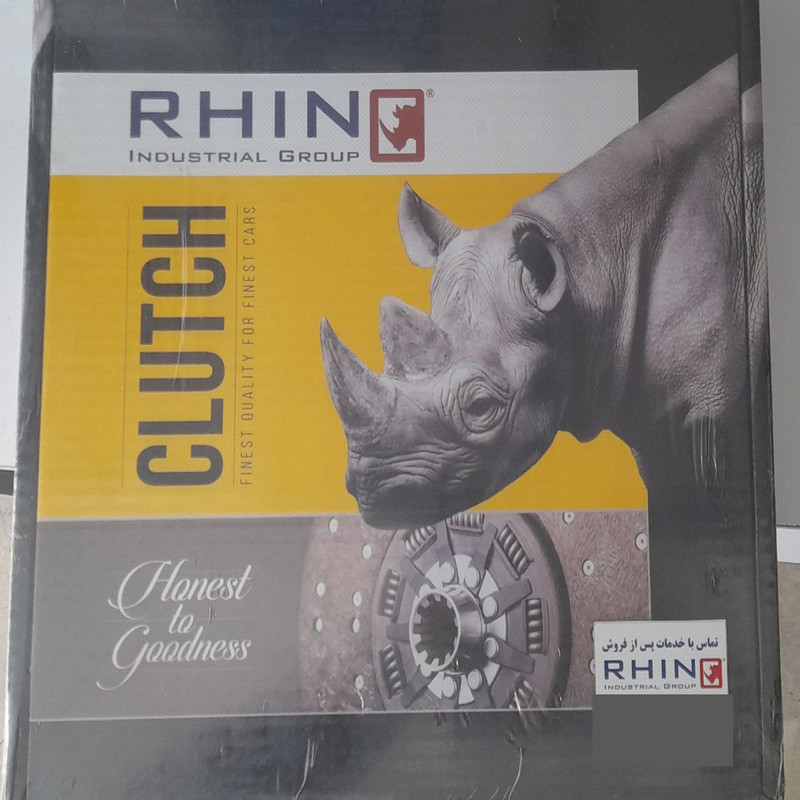 RHINO®
INDUSTRIAL GROUP
CLUTCH
FINEST QUALITY FOR FINEST CARS
Honest
to
Goodness
تماس با خدمات پس از فروش
RHINO
INDUSTRIAL GROUP